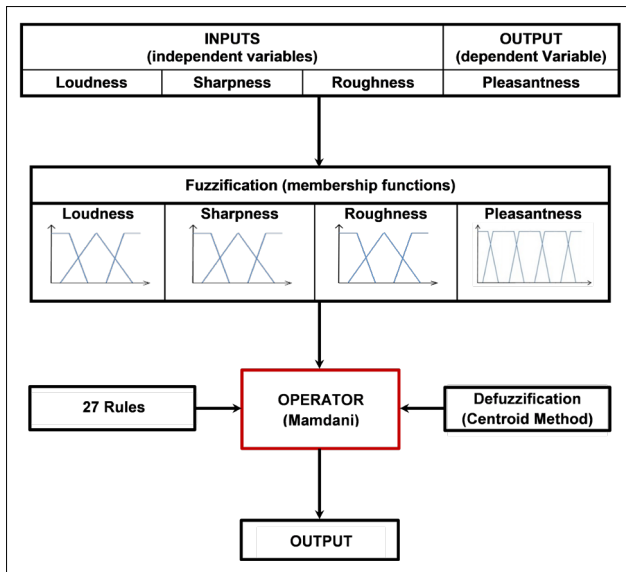 INPUTS
(independent variables)
OUTPUT
(dependent Variable)
Loudness
Sharpness
Roughness
Pleasantness
Fuzzification (membership functions)
Loudness
Sharpness
Roughness
Pleasantness
27 Rules
OPERATOR
(Mamdani)
Defuzzification
(Centroid Method)
OUTPUT